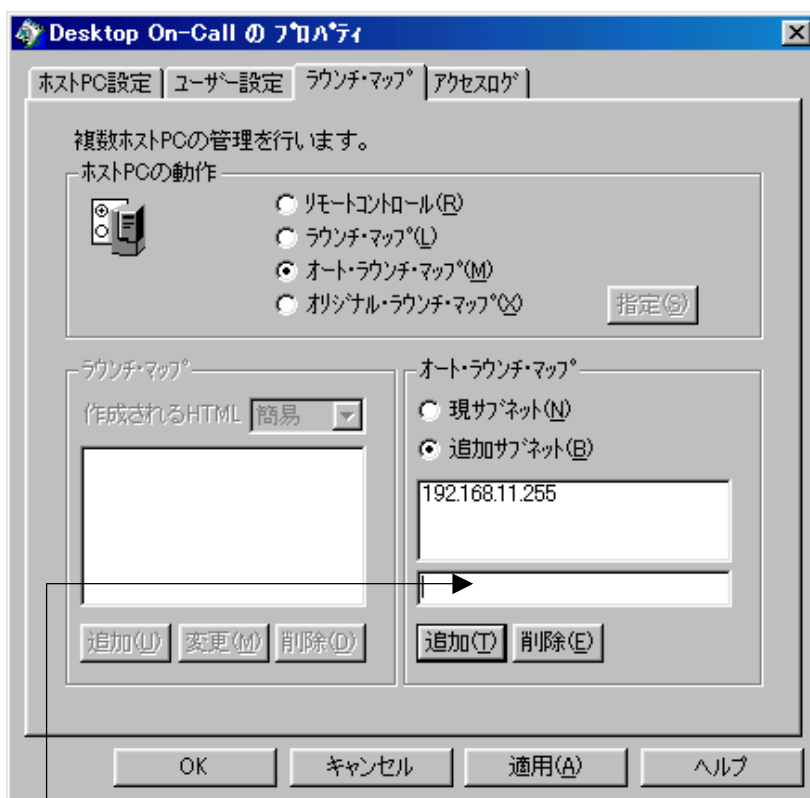 Desktop On-Call の ﾌﾟﾛﾊﾟﾃｨ
ﾎｽﾄPC設定
ﾕｰｻﾞｰ設定
ﾗｳﾝﾁ・ﾏｯﾌﾟ
ｱｸｾｽﾛｸﾞ
複数ﾎｽﾄPCの管理を行います。
ﾎｽﾄPCの動作
ﾘﾓｰﾄｺﾝﾄﾛｰﾙ(R)
ﾗｳﾝﾁ・ﾏｯﾌﾟ(L)
ｵｰﾄ・ﾗｳﾝﾁ・ﾏｯﾌﾟ(M)
ｵﾘｼﾞﾅﾙ・ﾗｳﾝﾁ・ﾏｯﾌﾟ(X)
指定(S)
ﾗｳﾝﾁ・ﾏｯﾌﾟ
作成されるHTML 簡易
追加(U)
変更(M)
削除(D)
ｵｰﾄ・ﾗｳﾝﾁ・ﾏｯﾌﾟ
現ｻﾌﾞﾈｯﾄ(N)
追加ｻﾌﾞﾈｯﾄ(B)
192.168.11.255
追加(T)
削除(E)
OK
ｷｬﾝｾﾙ
適用(A)
ﾍﾙﾌﾟ